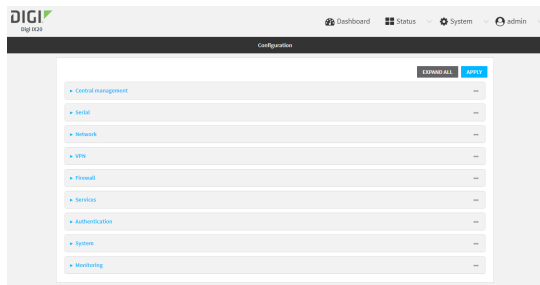 DIGI
Digi IX20
Dashboard Status System admin
Configuration
EXPAND ALL APPLY
Central management
Serial
Network
VPN
Firewall
Services
Authentication
System
Monitoring